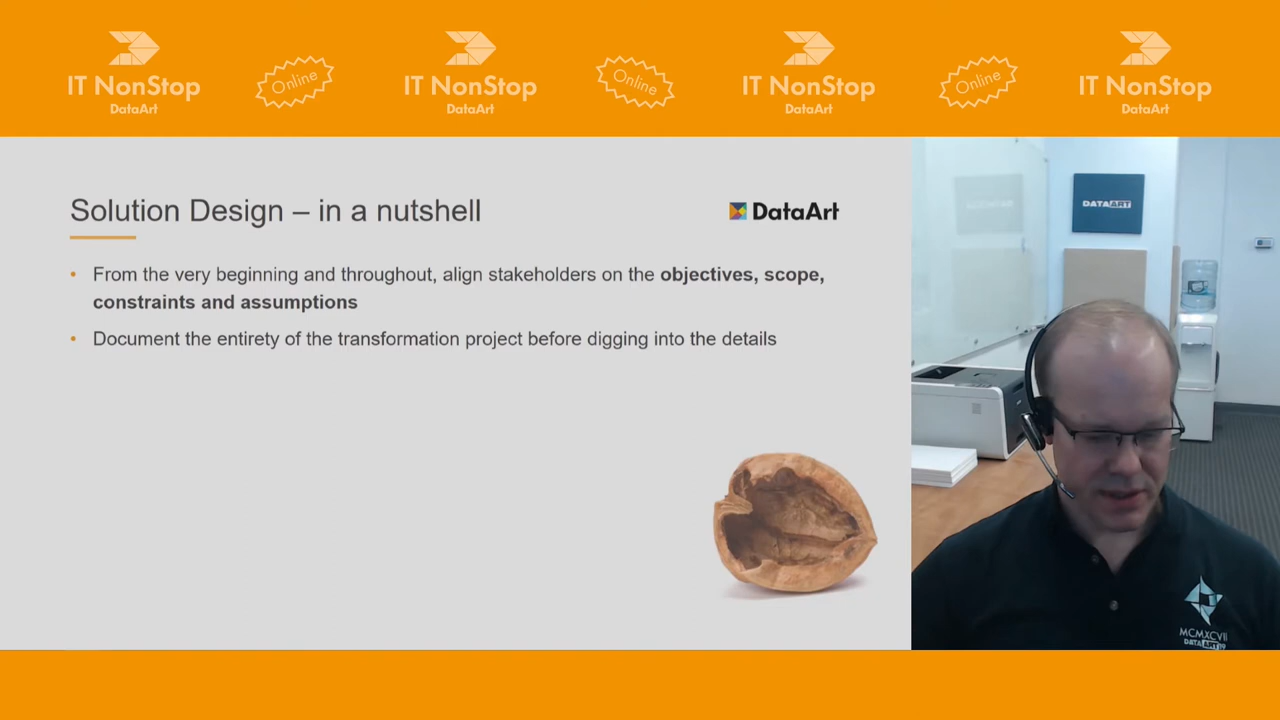 IT NonStop
DataArt
Online
IT NonStop
DataArt
Online
IT NonStop
DataArt
Online
IT NonStop
DataArt
Solution Design – in a nutshell
DataArt
• From the very beginning and throughout, align stakeholders on the objectives, scope,
constraints and assumptions
• Document the entirety of the transformation project before digging into the details
DATAART
MCMXCVII
DATAART